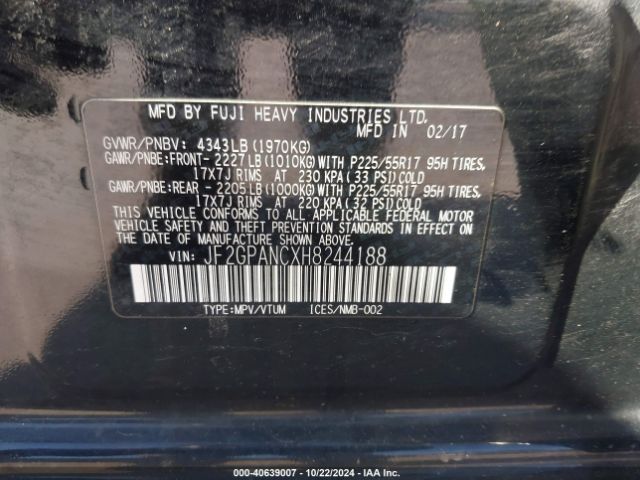 MFD BY FUJI HEAVY INDUSTRIES LTD.
MFD IN 02/17
GVWR/PNBV: 4343LB(1970KG)
GAWR/PNBE:FRONT- 2227LB(1010KG) WITH P225/55R17 95H TIRES,
17X7J RIMS AT 230 KPA(33 PSI)COLD
GAWR/PNBE:REAR - 2205LB(1000KG) WITH P225/55R17 95H TIRES,
17X7J RIMS AT 220 KPA(32 PSI)COLD
THIS VEHICLE CONFORMS TO ALL APPLICABLE FEDERAL MOTOR
VEHICLE SAFETY AND THEFT PREVENTION STANDARDS IN EFFECT
ON THE DATE OF MANUFACTURE SHOWN ABOVE.
VIN: JF2GPANCXH8244188
TYPE:MPV/VTUM ICES/NMB-002
000-40639007 - 10/22/2024 - IAA Inc.